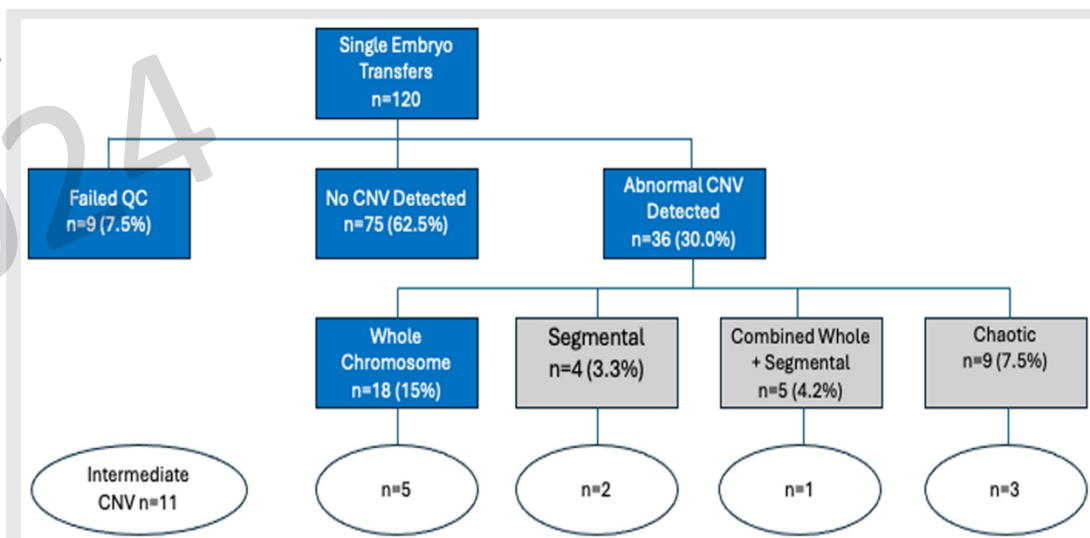 Single Embryo
Transfers
n=120
Failed QC
n=9 (7.5%)
No CNV Detected
n=75 (62.5%)
Abnormal CNV
Detected
n=36 (30.0%)
Whole
Chromosome
n=18 (15%)
Segmental
n=4 (3.3%)
Combined Whole
+ Segmental
n=5 (4.2%)
Chaotic
n=9 (7.5%)
Intermediate
CNV n=11
n=5
n=2
n=1
n=3
24